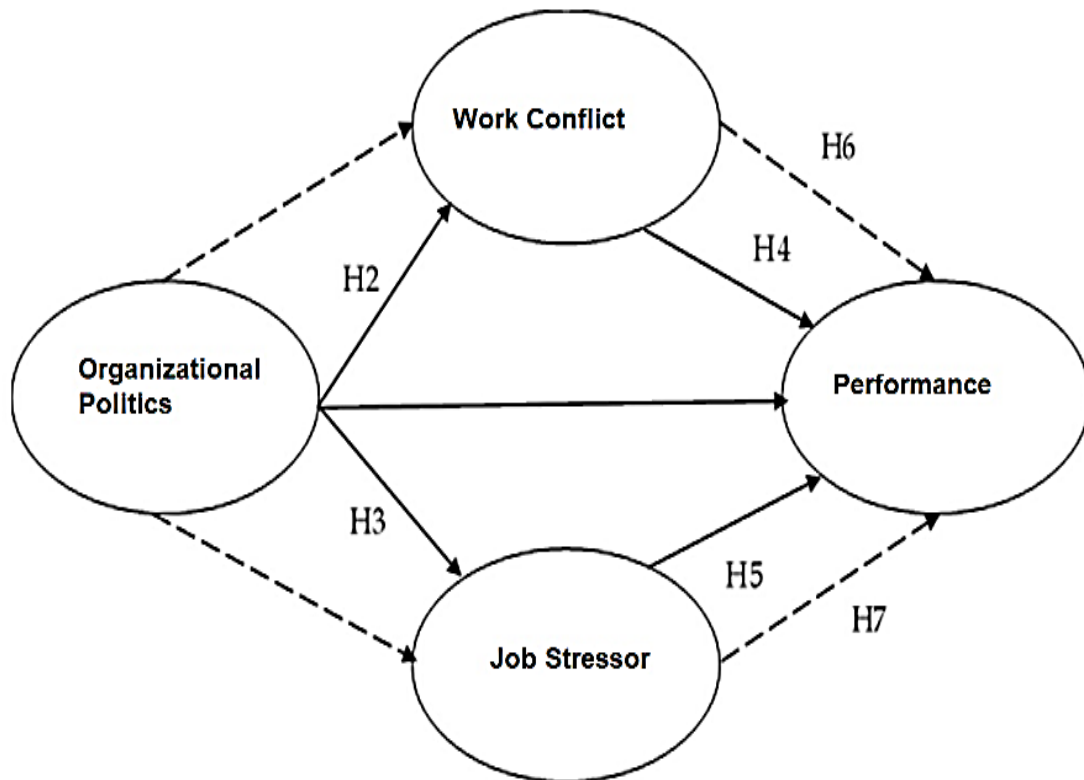 Work Conflict
H6
H4
H2
Organizational
Politics
Performance
H3
H5
H7
Job Stressor